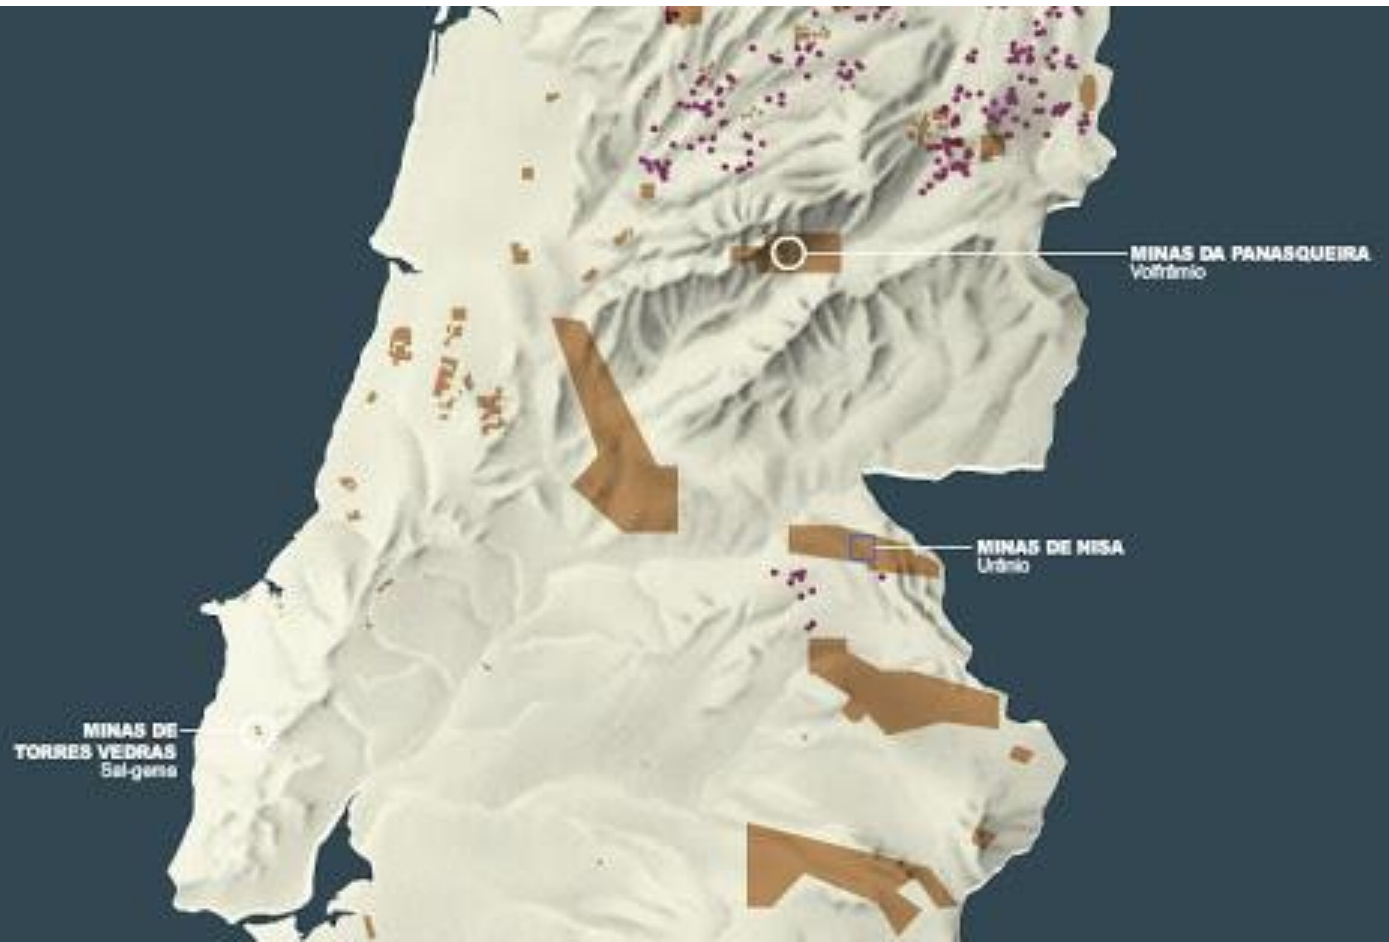 MINAS DA PANASQUEIRA
Volfrâmio
MINAS DE NISA
Urânio
MINAS DE
TORRES VEDRAS
Sal-gema